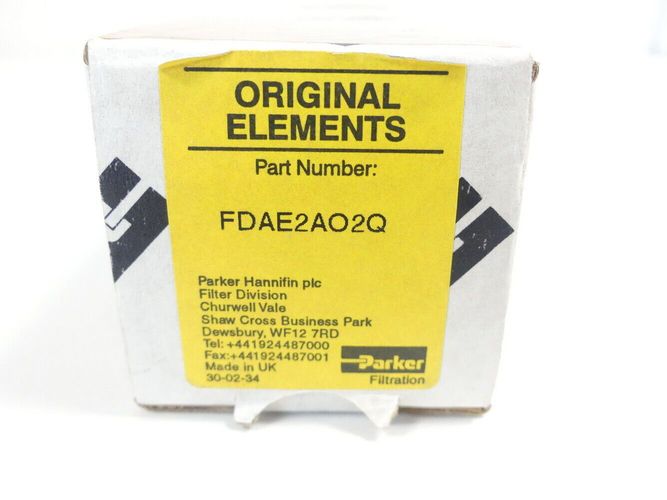 ORIGINAL
ELEMENTS
Part Number:
FDAE2AO2Q
Parker Hannifin plc
Filter Division
Churwell Vale
Shaw Cross Business Park
Dewsbury, WF12 7RD
Tel: +441924487000
Fax:+441924487001
Made in UK
30-02-34
Parker
Filtration